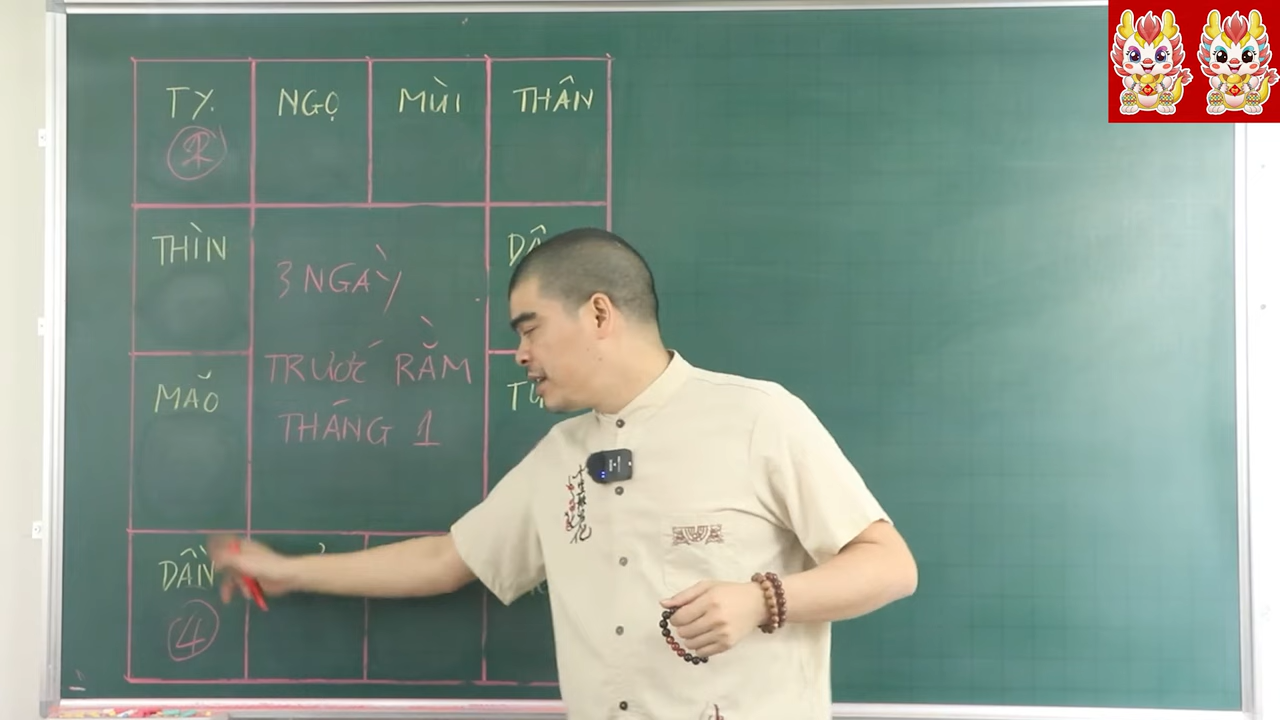 TỴ.
NGỌ
MÙI
THÂN
THÌN
3 NGÀY
TRƯỚC RẰM
THÁNG 1
MÃO
DẦN
4